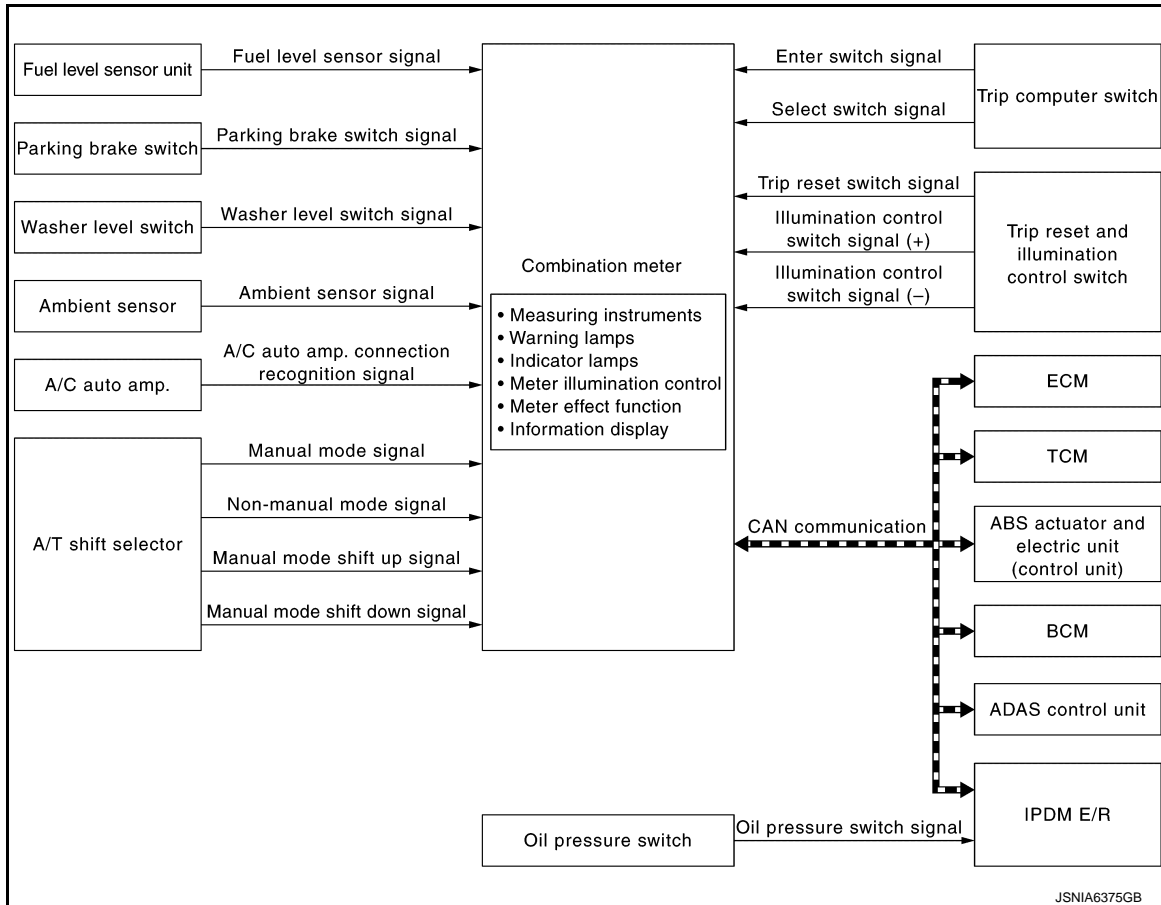 Fuel level sensor unit
Fuel level sensor signal
Parking brake switch
Parking brake switch signal
Washer level switch
Washer level switch signal
Ambient sensor
Ambient sensor signal
A/C auto amp.
A/C auto amp. connection
recognition signal
A/T shift selector
Manual mode signal
Non-manual mode signal
Manual mode shift up signal
Manual mode shift down signal
Combination meter
• Measuring instruments
• Warning lamps
• Indicator lamps
• Meter illumination control
• Meter effect function
• Information display
Enter switch signal
Select switch signal
Trip computer switch
Trip reset switch signal
Illumination control
switch signal (+)
Illumination control
switch signal (–)
Trip reset and
illumination
control switch
CAN communication
ECM
TCM
ABS actuator and
electric unit
(control unit)
BCM
ADAS control unit
IPDM E/R
Oil pressure switch
Oil pressure switch signal
JSNIA6375GB